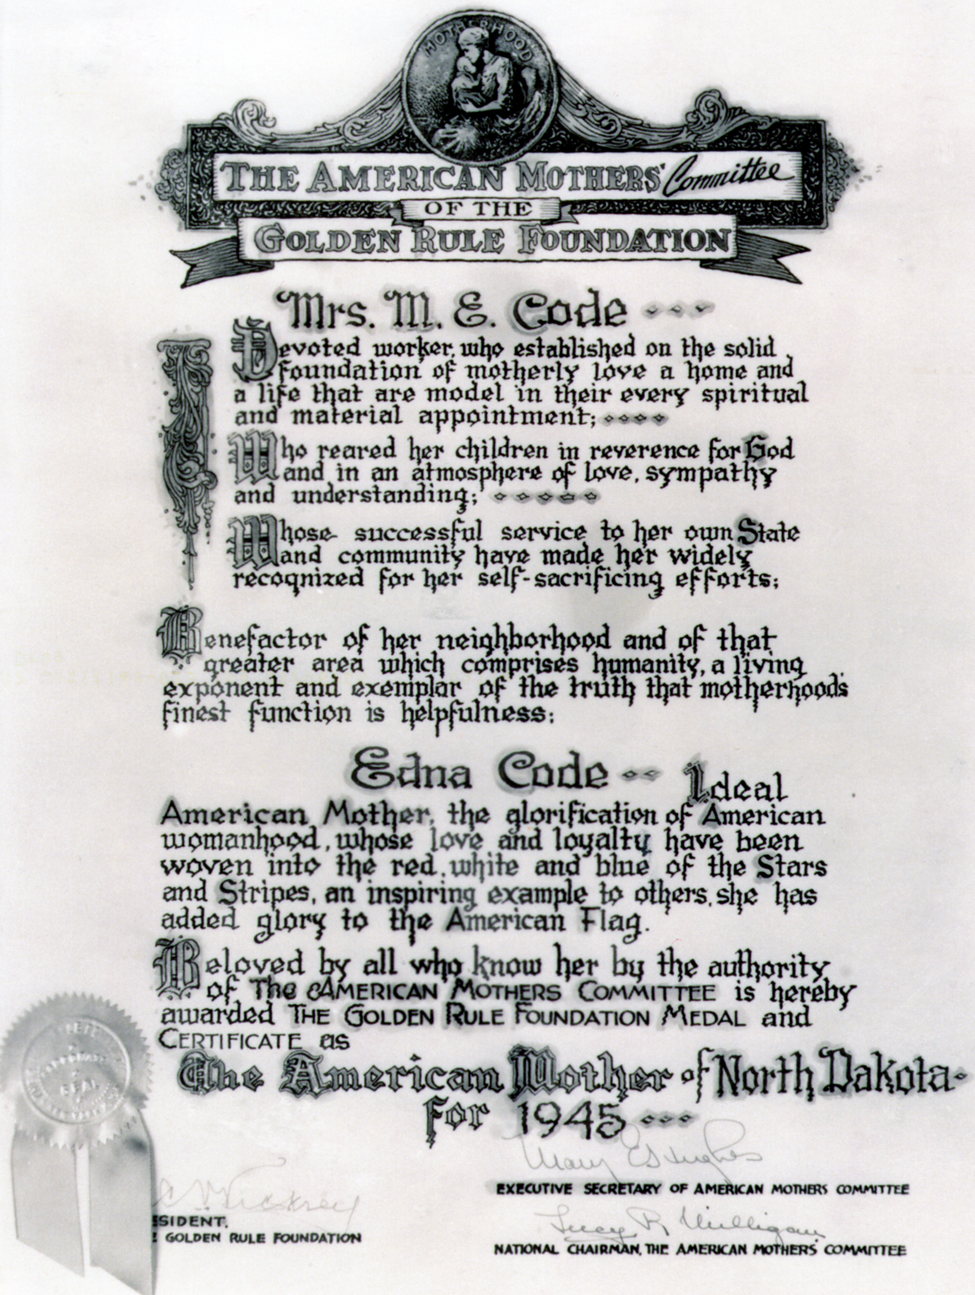 MOTHERHOOD
THE AMERICAN MOTHERS' Committee
OF THE
GOLDEN RULE FOUNDATION
Mrs. M. E. Code
Devoted worker, who established on the solid
foundation of motherly love a home and
a life that are model in their every spiritual
and material appointment;
Who reared her children in reverence for God
and in an atmosphere of love, sympathy
and understanding;
Whose successful service to her own State
and community have made her widely
recognized for her self-sacrificing efforts;
Benefactor of her neighborhood and of that
greater area which comprises humanity, a living
exponent and exemplar of the truth that motherhoods
finest function is helpfulness;
Edna Code Ideal
American Mother, the glorification of American
womanhood, whose love and loyalty have been
woven into the red, white and blue of the Stars
and Stripes, an inspiring example to others, she has
added glory to the American Flag.
Beloved by all who know her by the authority
of THE AMERICAN MOTHERS COMMITTEE is hereby
awarded THE GOLDEN RULE FOUNDATION MEDAL and
CERTIFICATE as
The American Mother of North Dakota-
for 1945
SEAL
EXECUTIVE SECRETARY OF AMERICAN MOTHERS COMMITTEE
SIDENT,
GOLDEN RULE FOUNDATION
Lucy R. Milligan
NATIONAL CHAIRMAN, THE AMERICAN MOTHERS' COMMITTEE